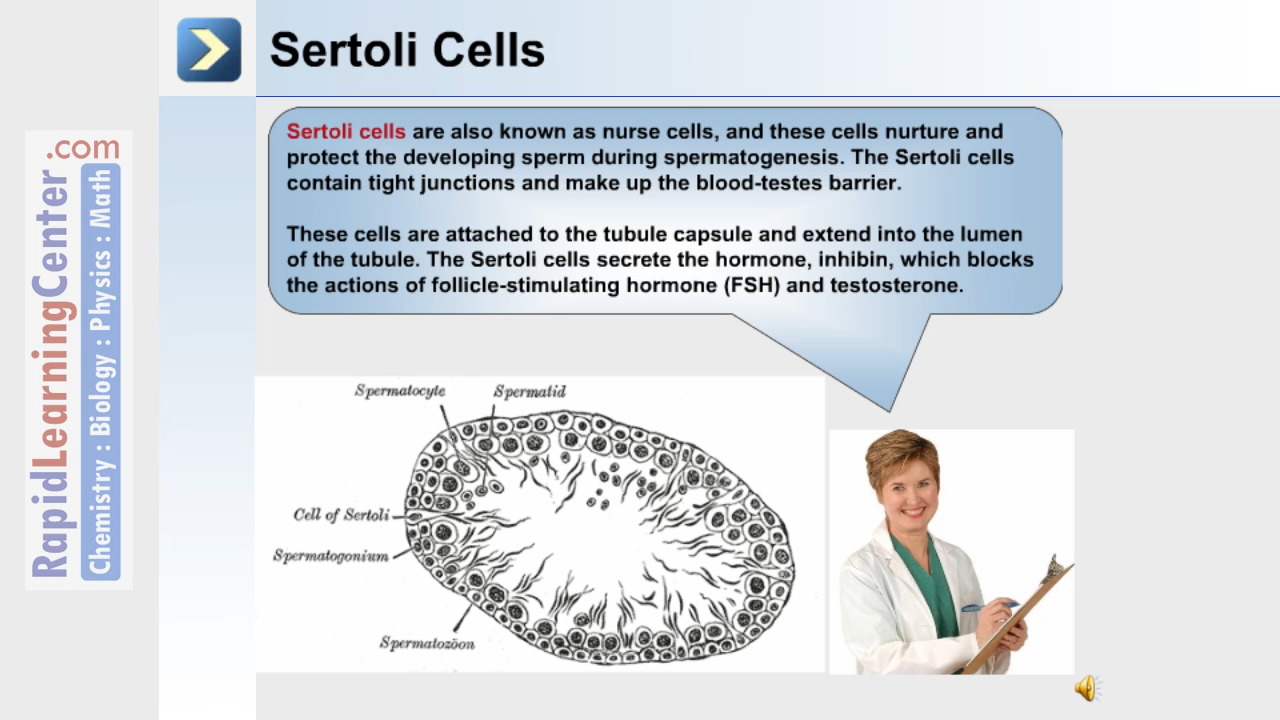 Sertoli Cells
Sertoli cells are also known as nurse cells, and these cells nurture and
protect the developing sperm during spermatogenesis. The Sertoli cells
contain tight junctions and make up the blood-testes barrier.
These cells are attached to the tubule capsule and extend into the lumen
of the tubule. The Sertoli cells secrete the hormone, inhibin, which blocks
the actions of follicle-stimulating hormone (FSH) and testosterone.
Spermatocyte
Spermatid
Cell of Sertoli
Spermatogonium
Spermatozöon
RapidLearningCenter.com
Chemistry : Biology : Physics : Math